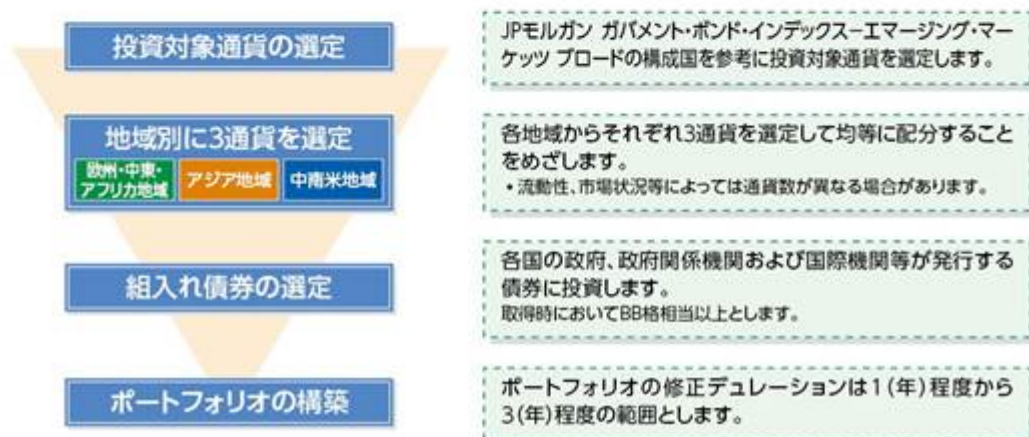 投資対象通貨の選定
JPモルガン ガバメント・ボンド・インデックス－エマージング・マー
ケッツ ブロードの構成国を参考に投資対象通貨を選定します。
地域別に3通貨を選定
欧州・中東・
アフリカ地域
アジア地域
中南米地域
各地域からそれぞれ3通貨を選定して均等に配分すること
をめざします。
・流動性、市場状況等によっては通貨数が異なる場合があります。
組入れ債券の選定
各国の政府、政府関係機関および国際機関等が発行する
債券に投資します。
取得時においてBB格相当以上とします。
ポートフォリオの構築
ポートフォリオの修正デュレーションは1(年)程度から
3(年)程度の範囲とします。